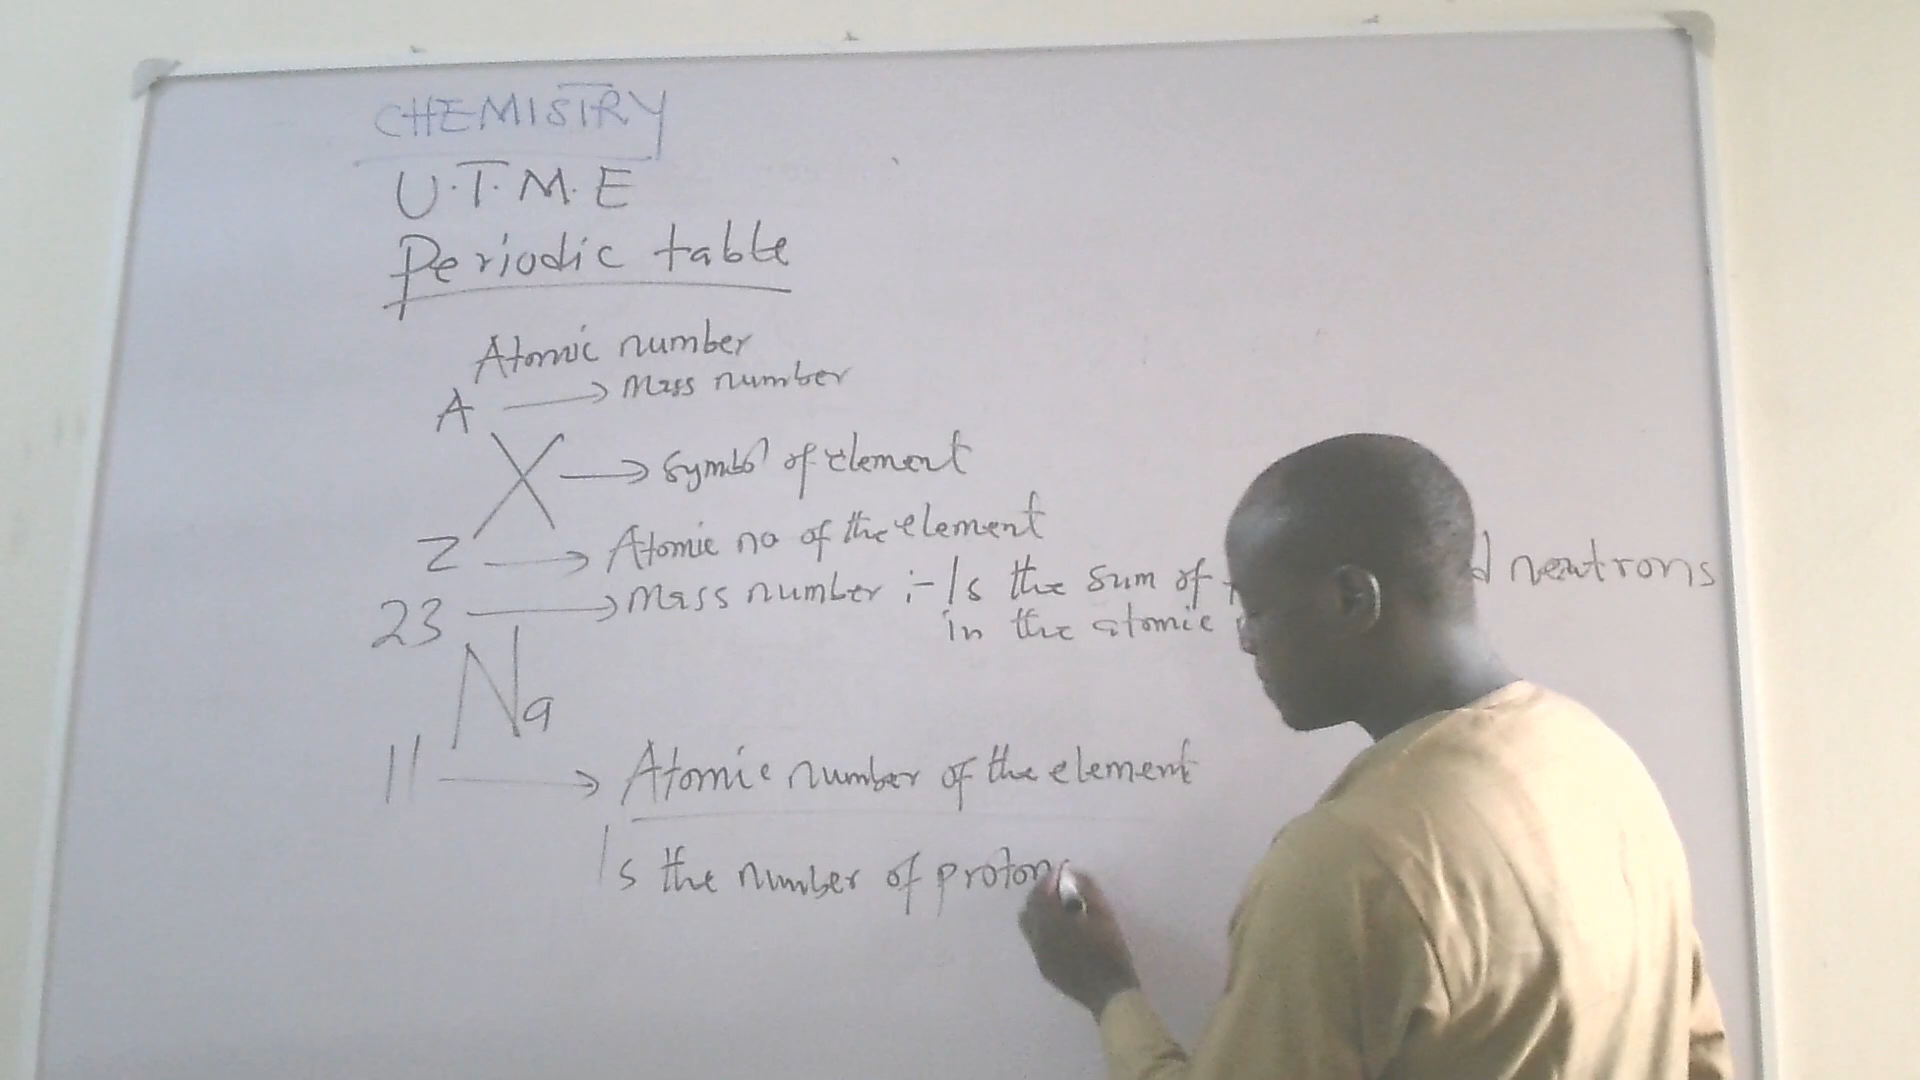 CHEMISTRY
U.T.M.E
Periodic table
Atomic number
A → Mass number
X → Symbol of element
Z → Atomic no of the element
23 → Mass number :- Is the sum of neutrons
in the atomic
Na
11 → Atomic number of the element
Is the number of protons